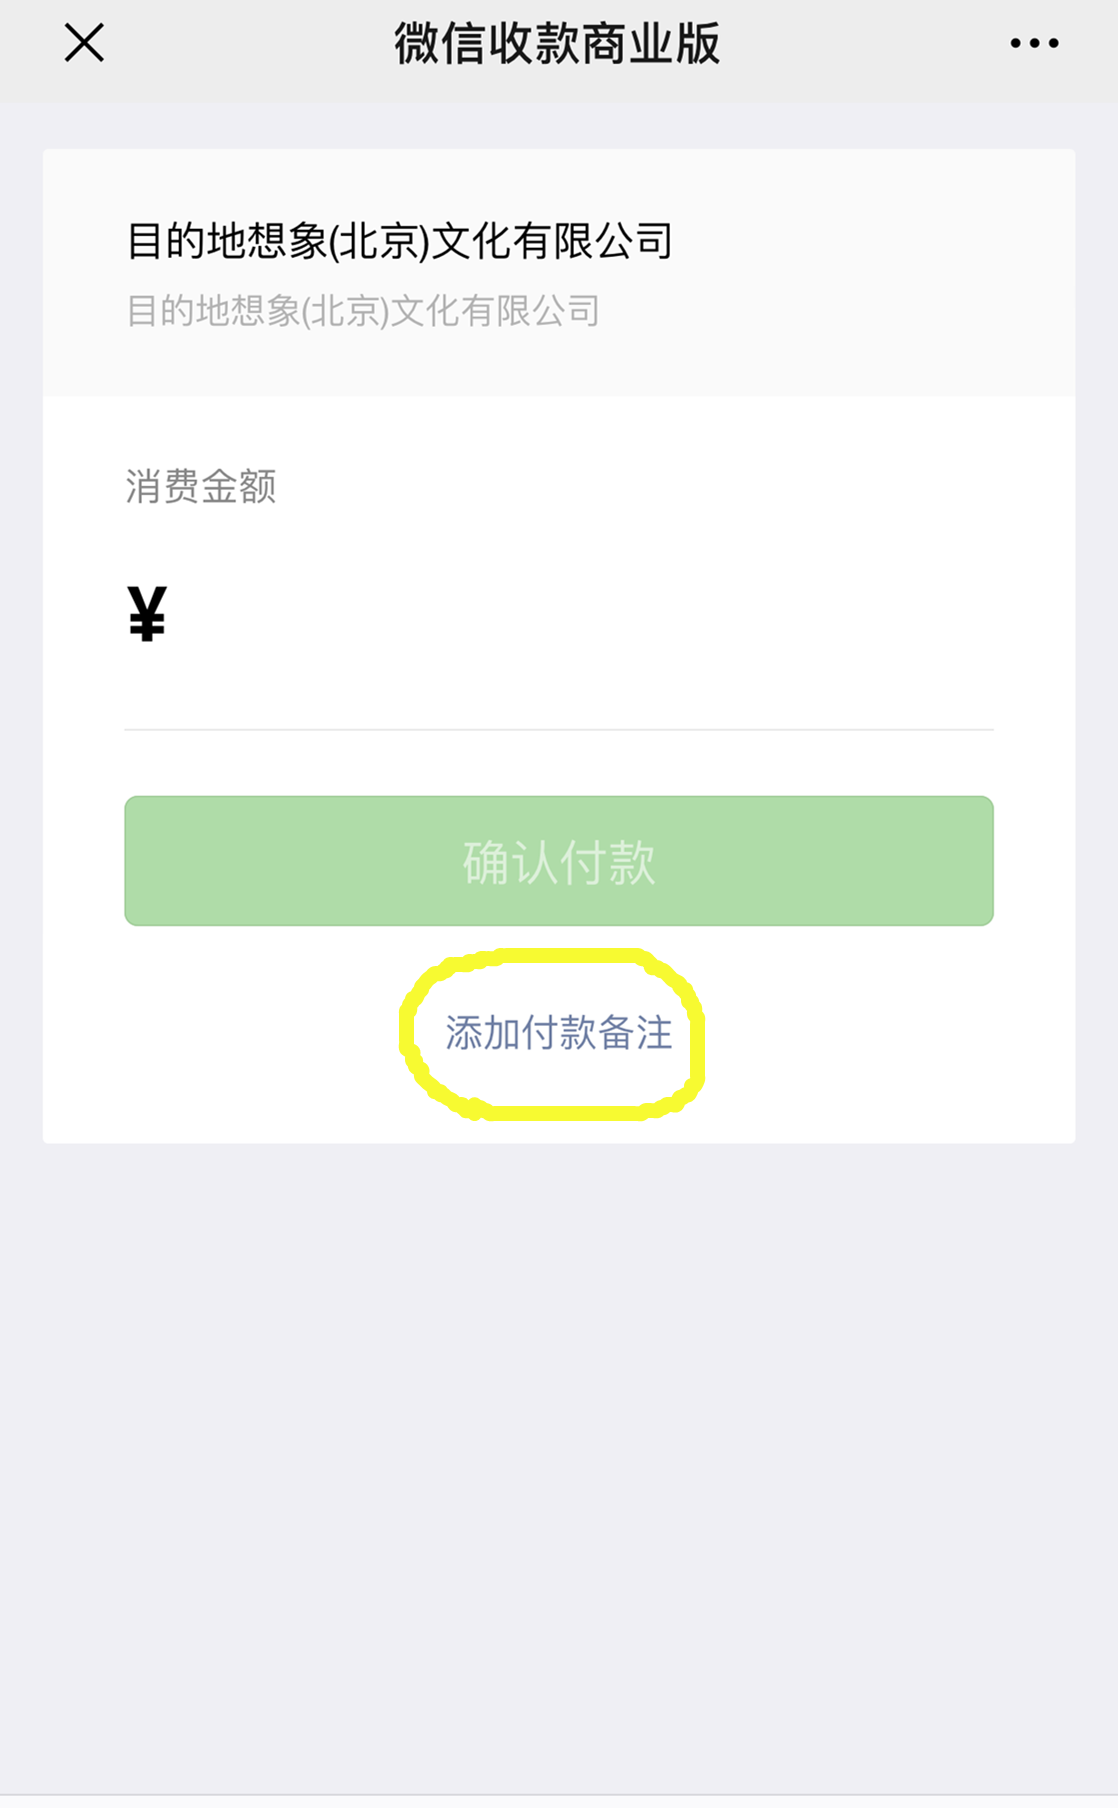 微信收款商业版
目的地想象(北京)文化有限公司
目的地想象(北京)文化有限公司
消费金额
¥
确认付款
添加付款备注